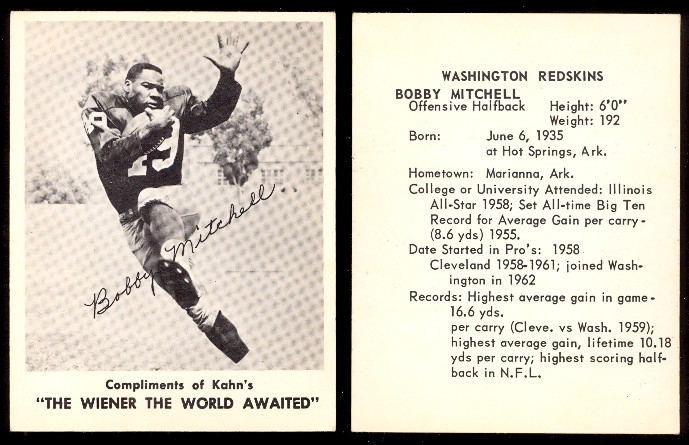 49
Bobby Mitchell
Compliments of Kahn's
"THE WIENER THE WORLD AWAITED"
WASHINGTON REDSKINS
BOBBY MITCHELL
Offensive Halfback Height: 6'0"
Weight: 192
Born: June 6, 1935
at Hot Springs, Ark.
Hometown: Marianna, Ark.
College or University Attended: Illinois
All-Star 1958; Set All-time Big Ten
Record for Average Gain per carry-
(8.6 yds) 1955.
Date Started in Pro's: 1958
Cleveland 1958-1961; joined Wash-
ington in 1962
Records: Highest average gain in game-
16.6 yds.
per carry (Cleve. vs Wash. 1959);
highest average gain, lifetime 10.18
yds per carry; highest scoring half-
back in N.F.L.